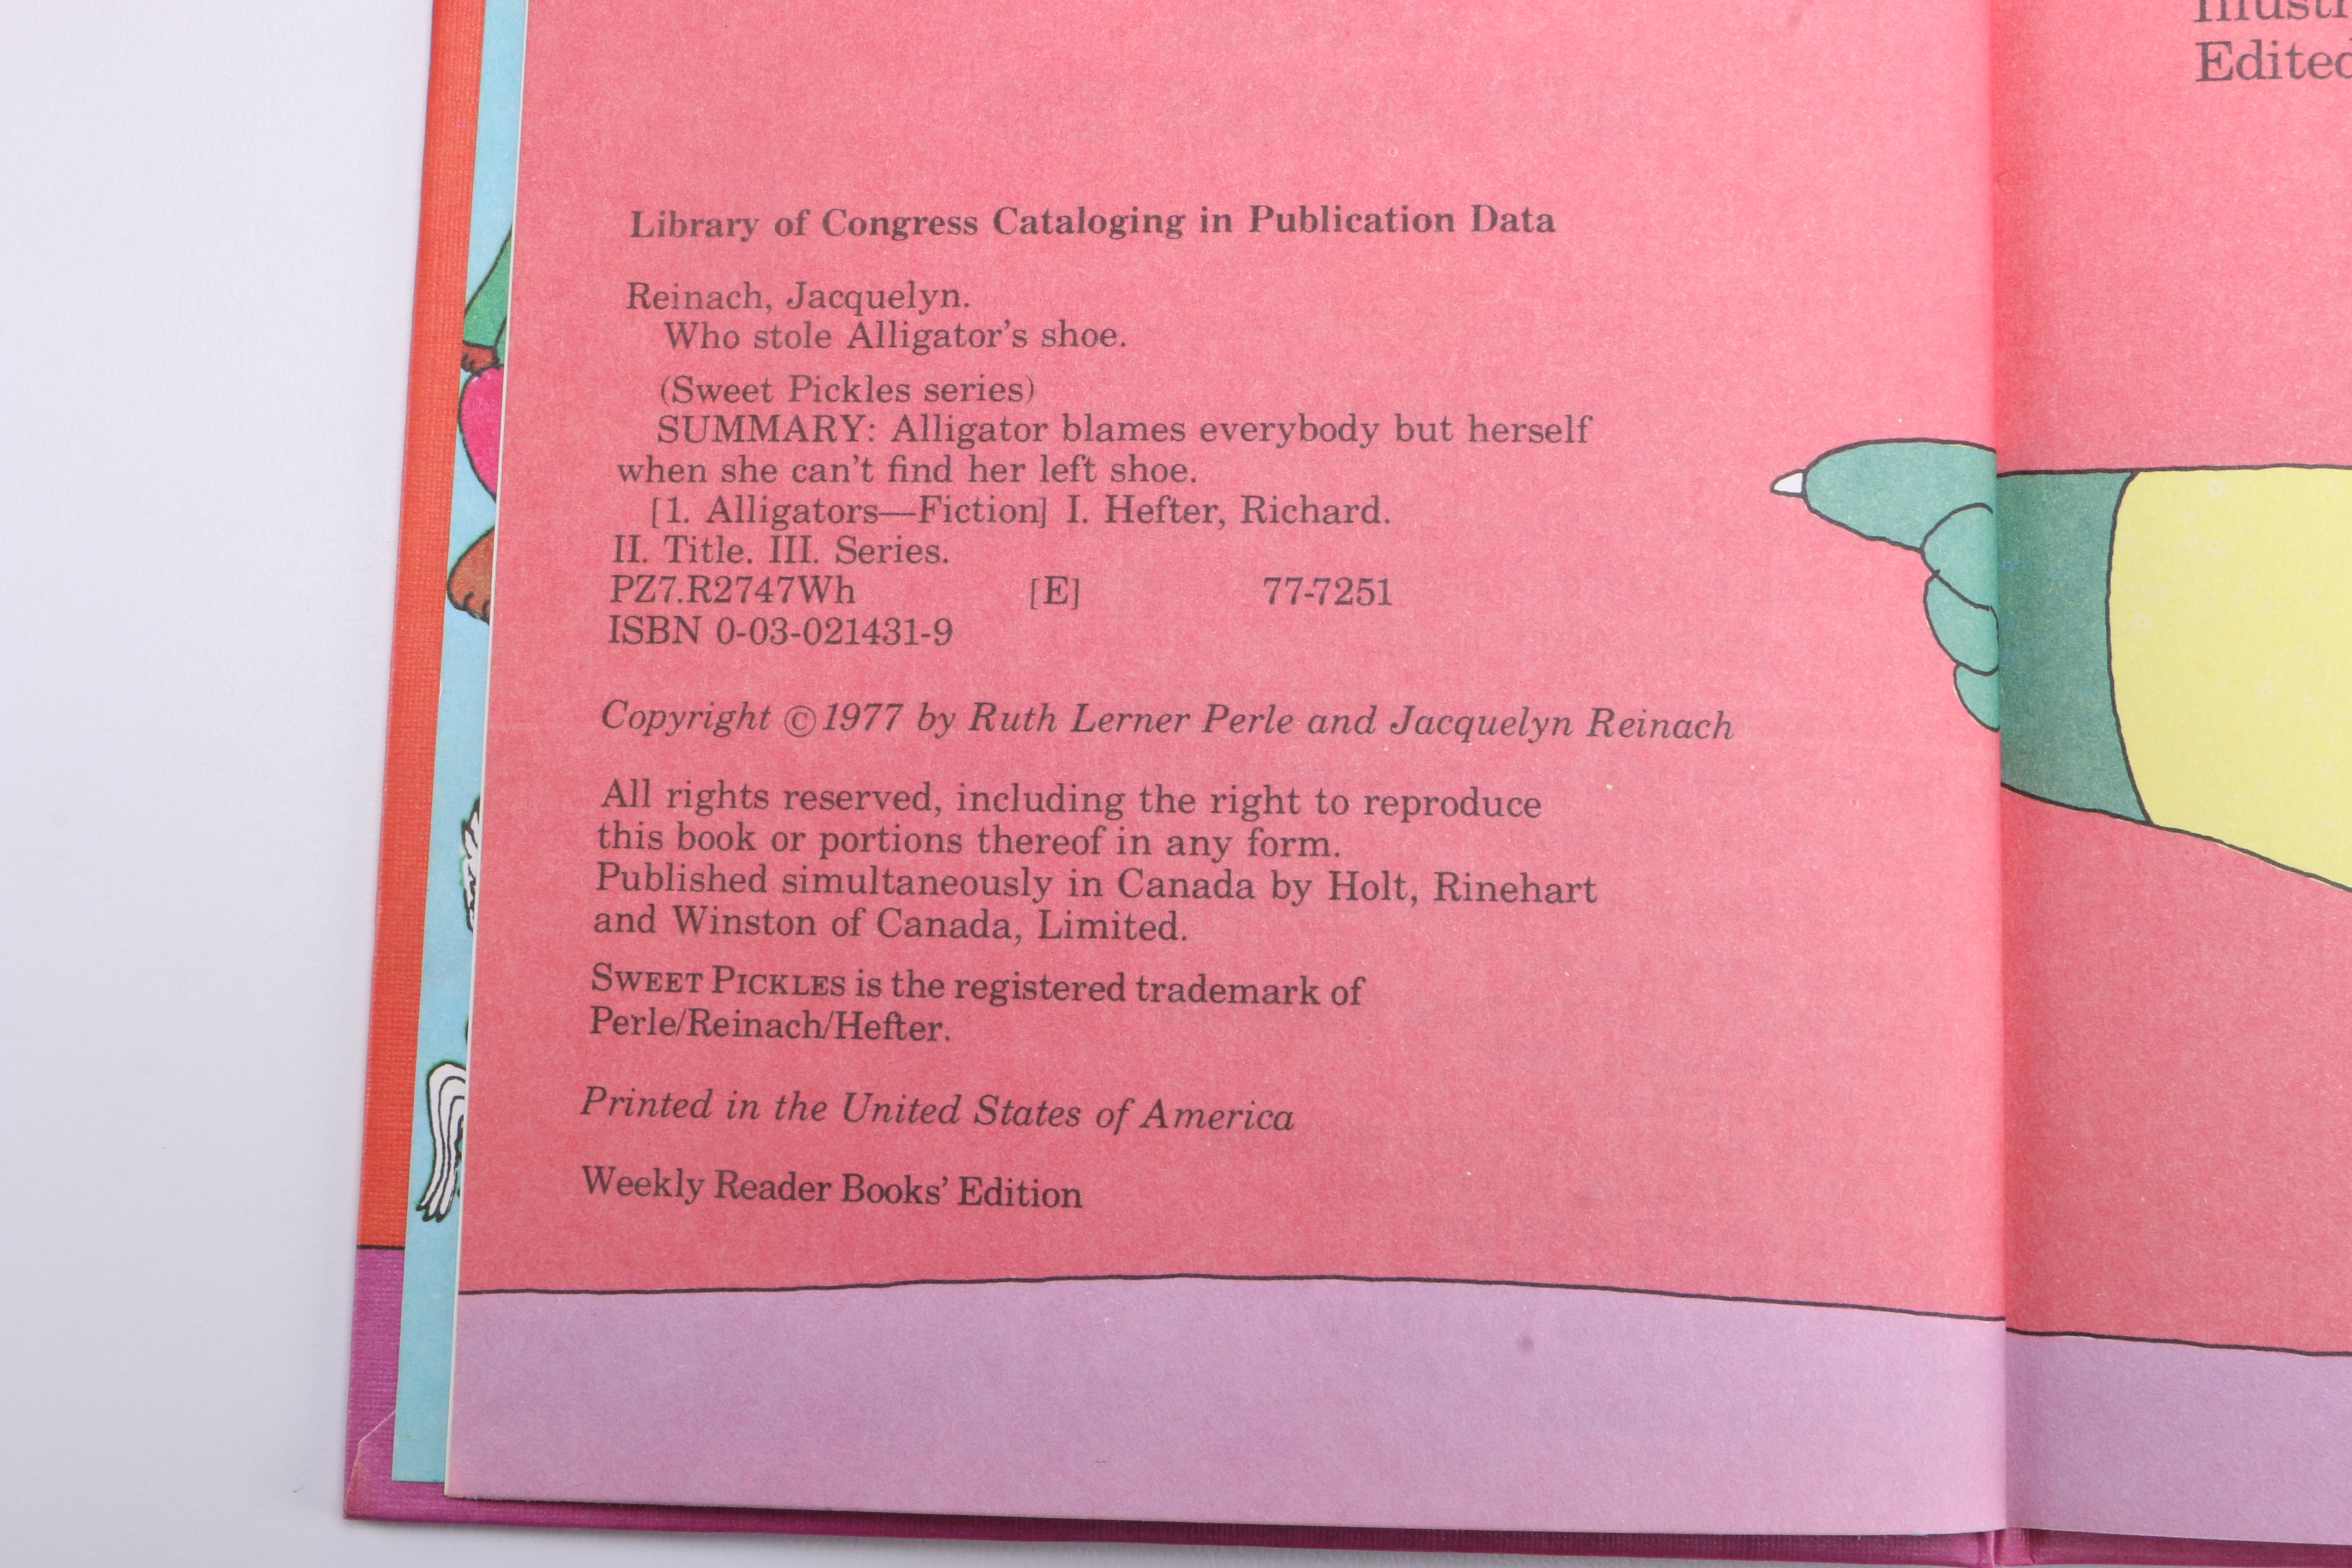 Library of Congress Cataloging in Publication Data
Reinach, Jacquelyn.
Who stole Alligator's shoe.
(Sweet Pickles series)
SUMMARY: Alligator blames everybody but herself
when she can't find her left shoe.
[1. Alligators—Fiction] I. Hefter, Richard.
II. Title. III. Series.
PZ7.R2747Wh [E] 77-7251
ISBN 0-03-021431-9
Copyright ©1977 by Ruth Lerner Perle and Jacquelyn Reinach
All rights reserved, including the right to reproduce
this book or portions thereof in any form.
Published simultaneously in Canada by Holt, Rinehart
and Winston of Canada, Limited.
SWEET PICKLES is the registered trademark of
Perle/Reinach/Hefter.
Printed in the United States of America
Weekly Reader Books' Edition
Edited